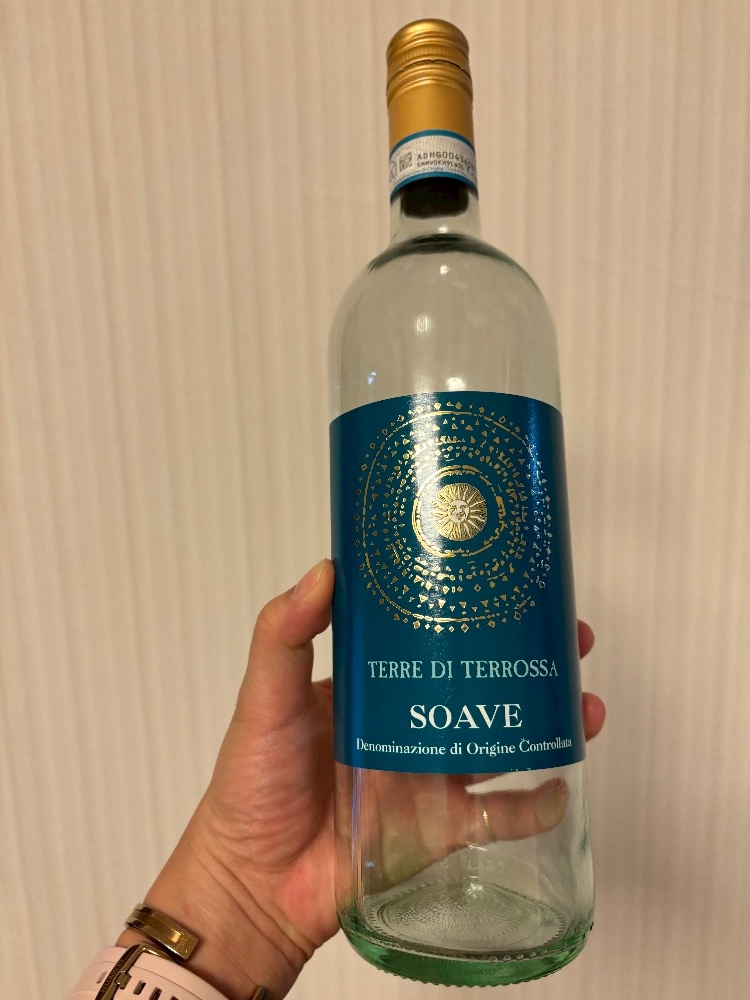 TERRE DI TERROSSA
SOAVE
Denominazione di Origine Controllata